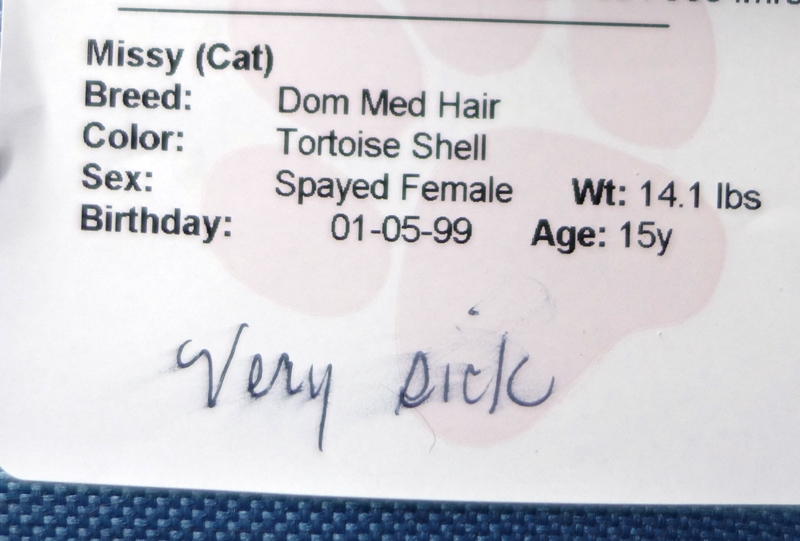 Missy (Cat)
Breed: Dom Med Hair
Color: Tortoise Shell
Sex: Spayed Female Wt: 14.1 lbs
Birthday: 01-05-99 Age: 15y
Very sick